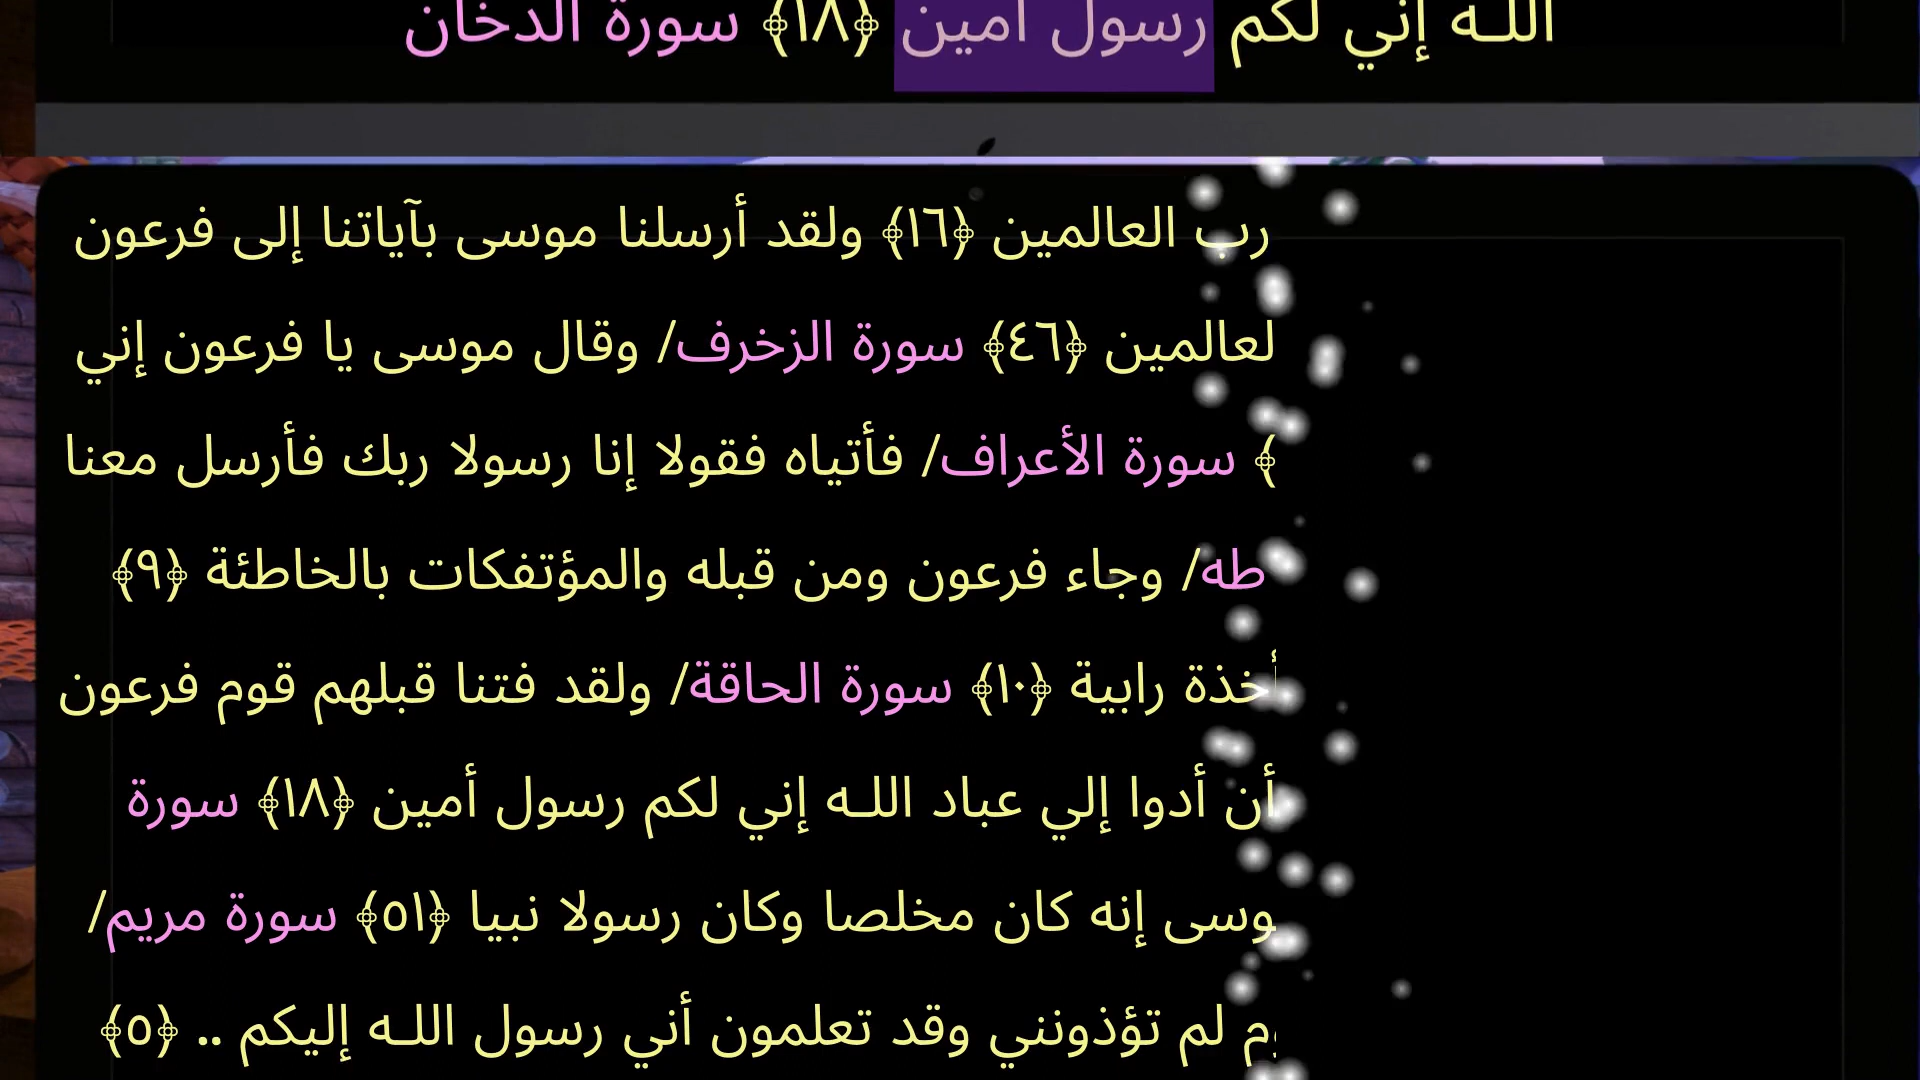 اللـه إني لكم رسول أمين ﴿١٨﴾ سورة الدخان
رب العالمين ﴿١٦﴾ ولقد أرسلنا موسى بآياتنا إلى فرعون
لعالمين ﴿٤٦﴾ سورة الزخرف/ وقال موسى يا فرعون إني
﴾ سورة الأعراف/ فأتياه فقولا إنا رسولا ربك فأرسل معنا
طه/ وجاء فرعون ومن قبله والمؤتفكات بالخاطئة ﴿٩﴾
أخذة رابية ﴿١٠﴾ سورة الحاقة/ ولقد فتنا قبلهم قوم فرعون
أن أدوا إلي عباد اللـه إني لكم رسول أمين ﴿١٨﴾ سورة
وسى إنه كان مخلصا وكان رسولا نبيا ﴿٥١﴾ سورة مريم/
وم لم تؤذونني وقد تعلمون أني رسول اللـه إليكم .. ﴿٥﴾